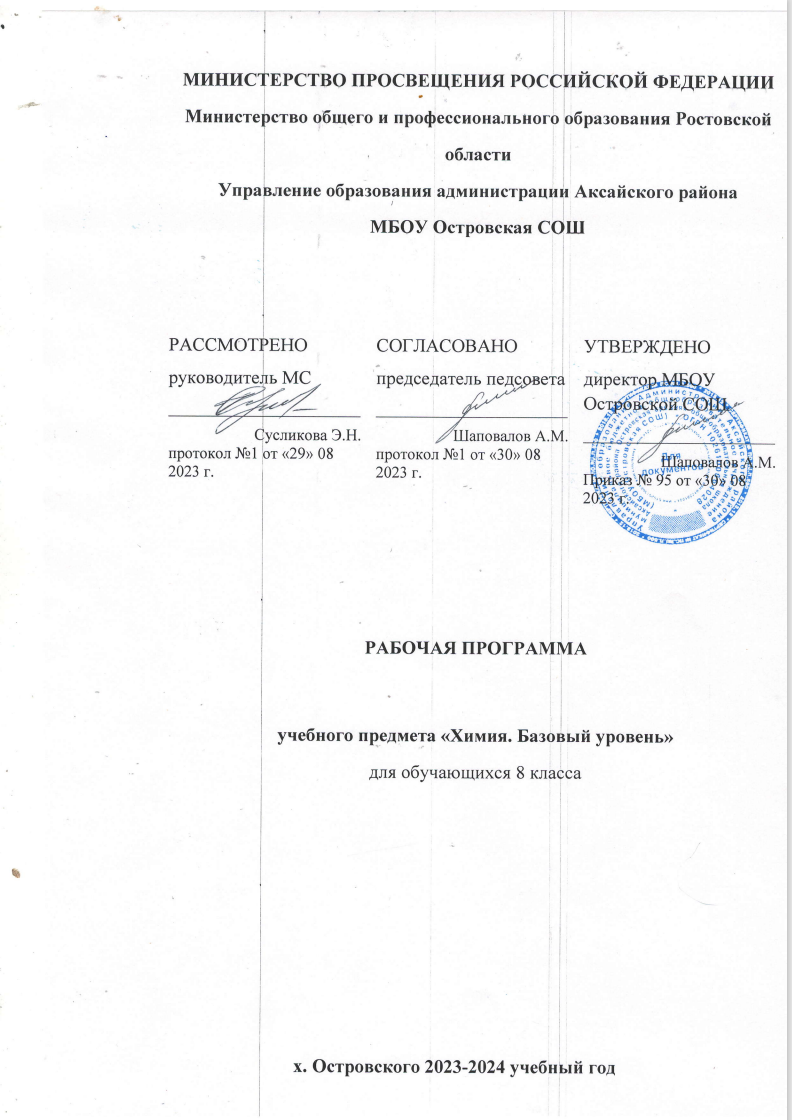 МИНИСТЕРСТВО ПРОСВЕЩЕНИЯ РОССИЙСКОЙ ФЕДЕРАЦИИ
Министерство общего и профессионального образования Ростовской
области
Управление образования администрации Аксайского района
МБОУ Островская СОШ
РАССМОТРЕНО
руководитель МС
Сусликова Э.Н.
протокол №1 от «29» 08
2023 г.
СОГЛАСОВАНО
председатель педсовета
Шаповалов А.М.
протокол №1 от «30» 08
2023 г.
УТВЕРЖДЕНО
директор МБОУ
Островской СОШ
Шаповалов А.М.
Приказ № 95 от «30» 08
2023 г.
Для
документов
РАБОЧАЯ ПРОГРАММА
учебного предмета «Химия. Базовый уровень»
для обучающихся 8 класса
х. Островского 2023-2024 учебный год